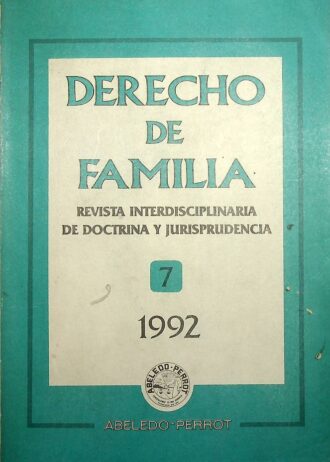 DERECHO
DE
FAMILIA
REVISTA INTERDISCIPLINARIA
DE DOCTRINA Y JURISPRUDENCIA
7
1992
ABELEDO-PERROT
ABELEDO-PERROT